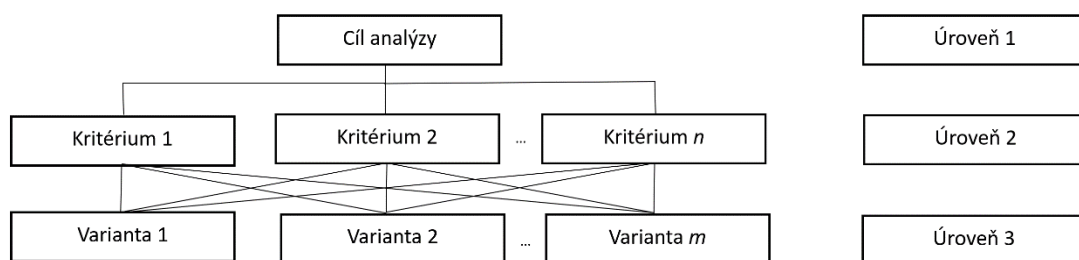 Cíl analýzy Úroveň 1
Kritérium 1 Kritérium 2 ... Kritérium n Úroveň 2
Varianta 1 Varianta 2 ... Varianta m Úroveň 3